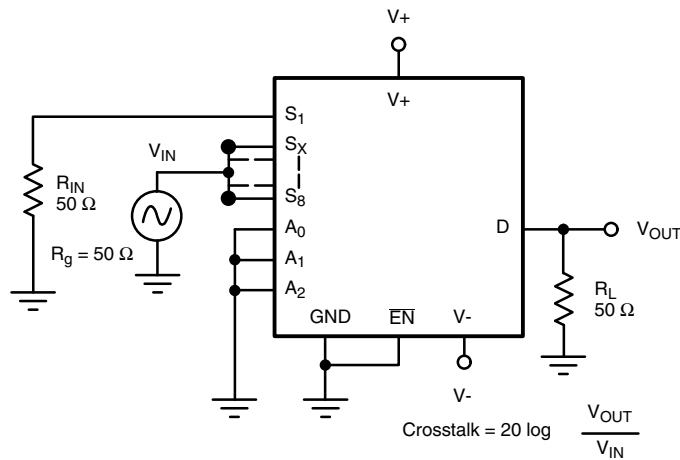 V+
V+
S1
SX
VIN
RIN
50 Ω
S8
A0
D
VOUT
Rg = 50 Ω
A1
A2
RL
50 Ω
GND
EN
V-
V-
Crosstalk = 20 log VOUT
VIN